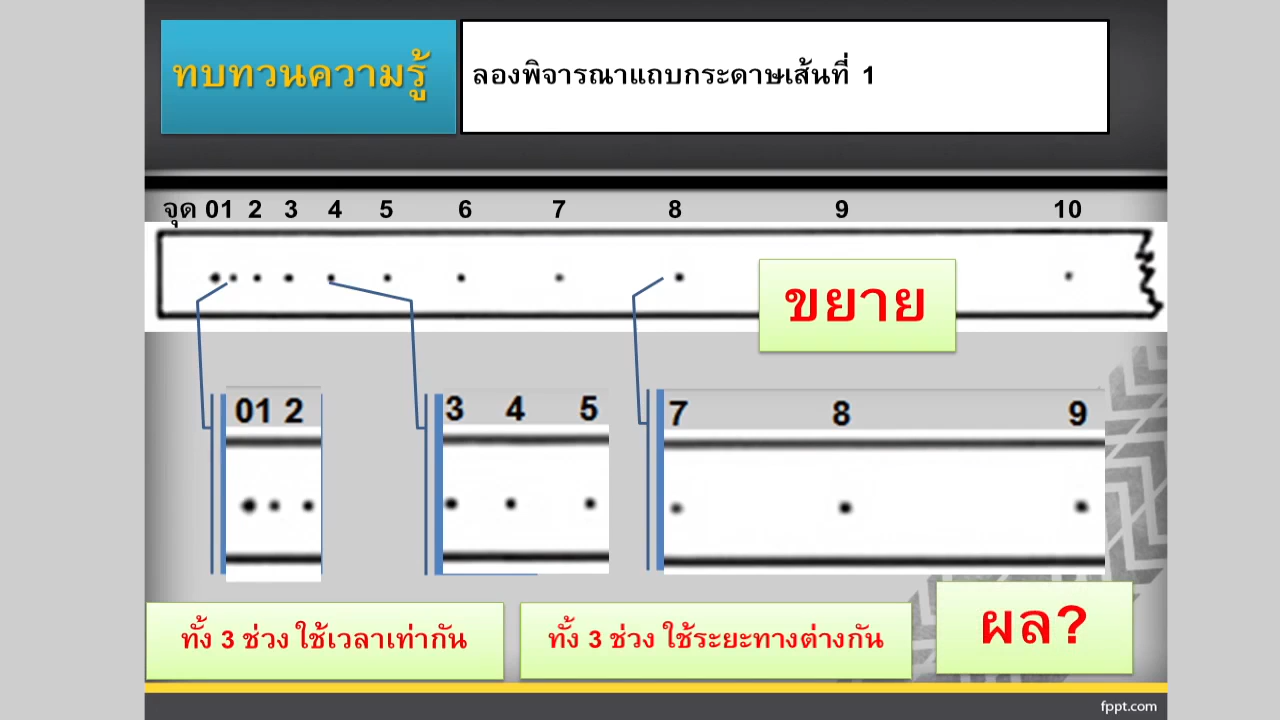 ทบทวนความรู้
ลองพิจารณาแถบกระดาษเส้นที่ 1
จุด 01 2 3 4 5 6 7 8 9 10
ขยาย
01 2
3 4 5
7 8 9
ทั้ง 3 ช่วง ใช้เวลาเท่ากัน
ทั้ง 3 ช่วง ใช้ระยะทางต่างกัน
ผล?
fppt.com